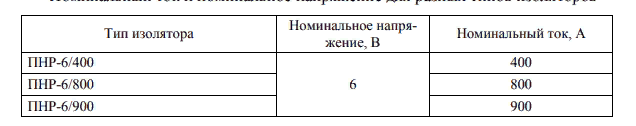 Номинальный ток и номинальное напряжение для разных типов изоляторов
Тип изолятора
Номинальное напря-
жение, В
Номинальный ток, А
ПНР-6/400
6
400
ПНР-6/800
800
ПНР-6/900
900